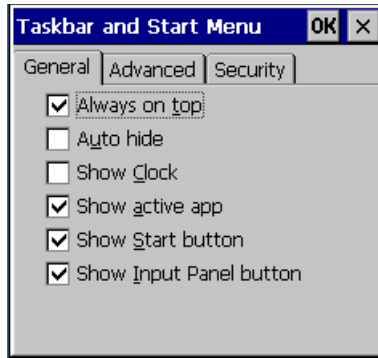 Taskbar and Start Menu OK ×
General Advanced Security
Always on top
Auto hide
Show Clock
Show active app
Show Start button
Show Input Panel button